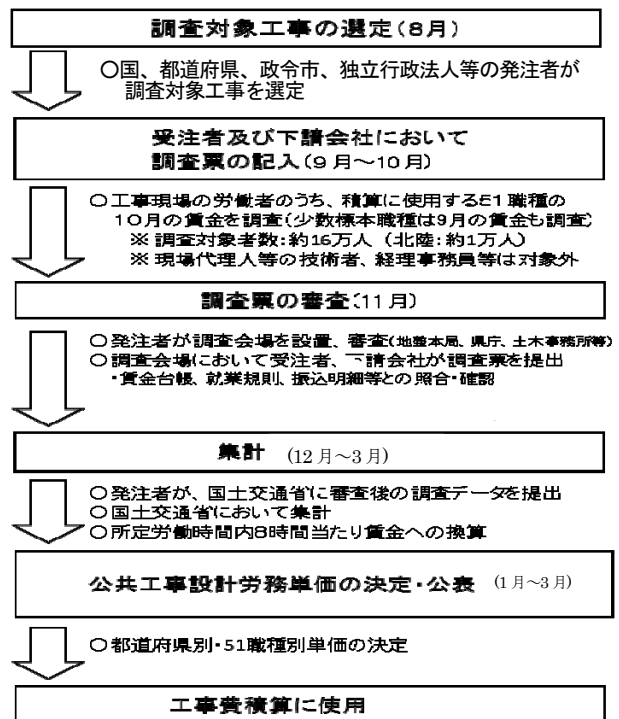 調査対象工事の選定(8月)
○国、都道府県、政令市、独立行政法人等の発注者が
調査対象工事を選定
受注者及び下請会社において
調査票の記入(9月~10月)
○工事現場の労働者のうち、積算に使用する51職種の
10月の賃金を調査(少数標本職種は9月の賃金も調査)
※ 調査対象者数:約16万人 (北陸:約1万人)
※ 現場代理人等の技術者、経理事務員等は対象外
調査票の審査(11月)
○発注者が調査会場を設置、審査(地整本局、県庁、土木事務所等)
○調査会場において受注者、下請会社が調査票を提出
・賃金台帳、就業規則、振込明細等との照合・確認
集計 (12月~3月)
○発注者が、国土交通省に審査後の調査データを提出
○国土交通省において集計
○所定労働時間内8時間当たり賃金への換算
公共工事設計労務単価の決定・公表 (1月~3月)
○都道府県別・51職種別単価の決定
工事費積算に使用